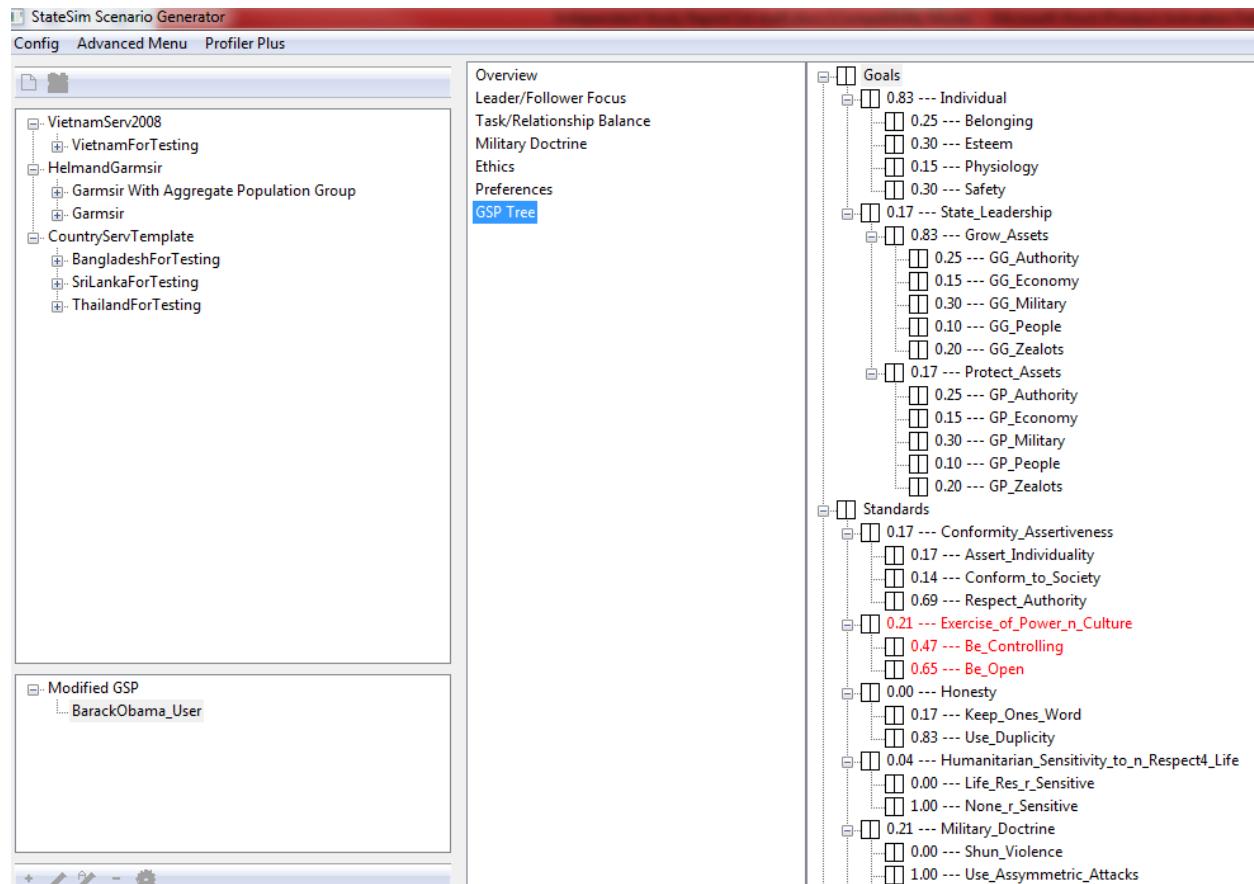 StateSim Scenario Generator
Config Advanced Menu Profiler Plus
VietnamServ2008
VietnamForTesting
HelmandGarmsir
Garmsir With Aggregate Population Group
Garmsir
CountryServTemplate
BangladeshForTesting
SriLankaForTesting
ThailandForTesting
Modified GSP
BarackObama_User
Overview
Leader/Follower Focus
Task/Relationship Balance
Military Doctrine
Ethics
Preferences
GSP Tree
Goals
0.83 --- Individual
0.25 --- Belonging
0.30 --- Esteem
0.15 --- Physiology
0.30 --- Safety
0.17 --- State_Leadership
0.83 --- Grow_Assets
0.25 --- GG_Authority
0.15 --- GG_Economy
0.30 --- GG_Military
0.10 --- GG_People
0.20 --- GG_Zealots
0.17 --- Protect_Assets
0.25 --- GP_Authority
0.15 --- GP_Economy
0.30 --- GP_Military
0.10 --- GP_People
0.20 --- GP_Zealots
Standards
0.17 --- Conformity_Assertiveness
0.17 --- Assert_Individuality
0.14 --- Conform_to_Society
0.69 --- Respect_Authority
0.21 --- Exercise_of_Power_n_Culture
0.47 --- Be_Controlling
0.65 --- Be_Open
0.00 --- Honesty
0.17 --- Keep_Ones_Word
0.83 --- Use_Duplicity
0.04 --- Humanitarian_Sensitivity_to_n_Respect4_Life
0.00 --- Life_Res_r_Sensitive
1.00 --- None_r_Sensitive
0.21 --- Military_Doctrine
0.00 --- Shun_Violence
1.00 --- Use_Assymmetric_Attacks